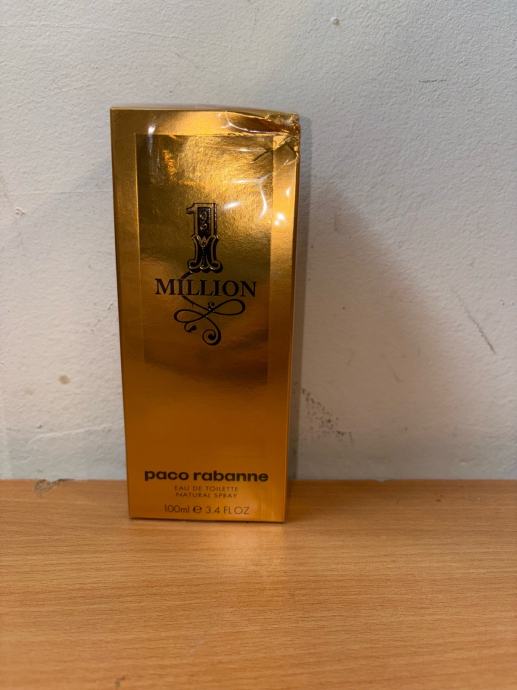 1
MILLION
paco rabanne
EAU DE TOILETTE
NATURAL SPRAY
100ml ℮ 3.4 FL OZ